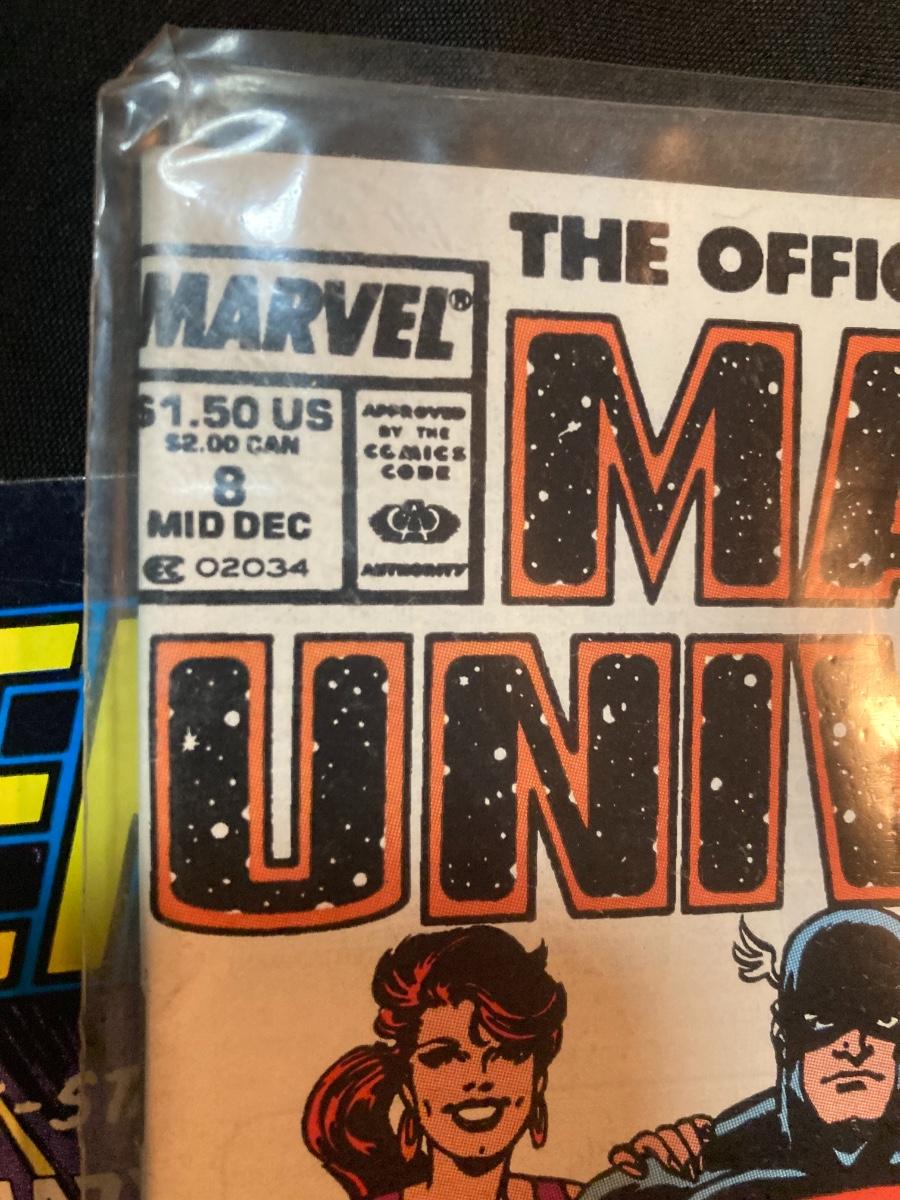 THE OFFIC
MARVEL®
MA
$1.50 US
$2.00 CAN
8
MID DEC
02034
APPROVED
BY THE
COMICS
CODE
AUTHORITY
UNIV